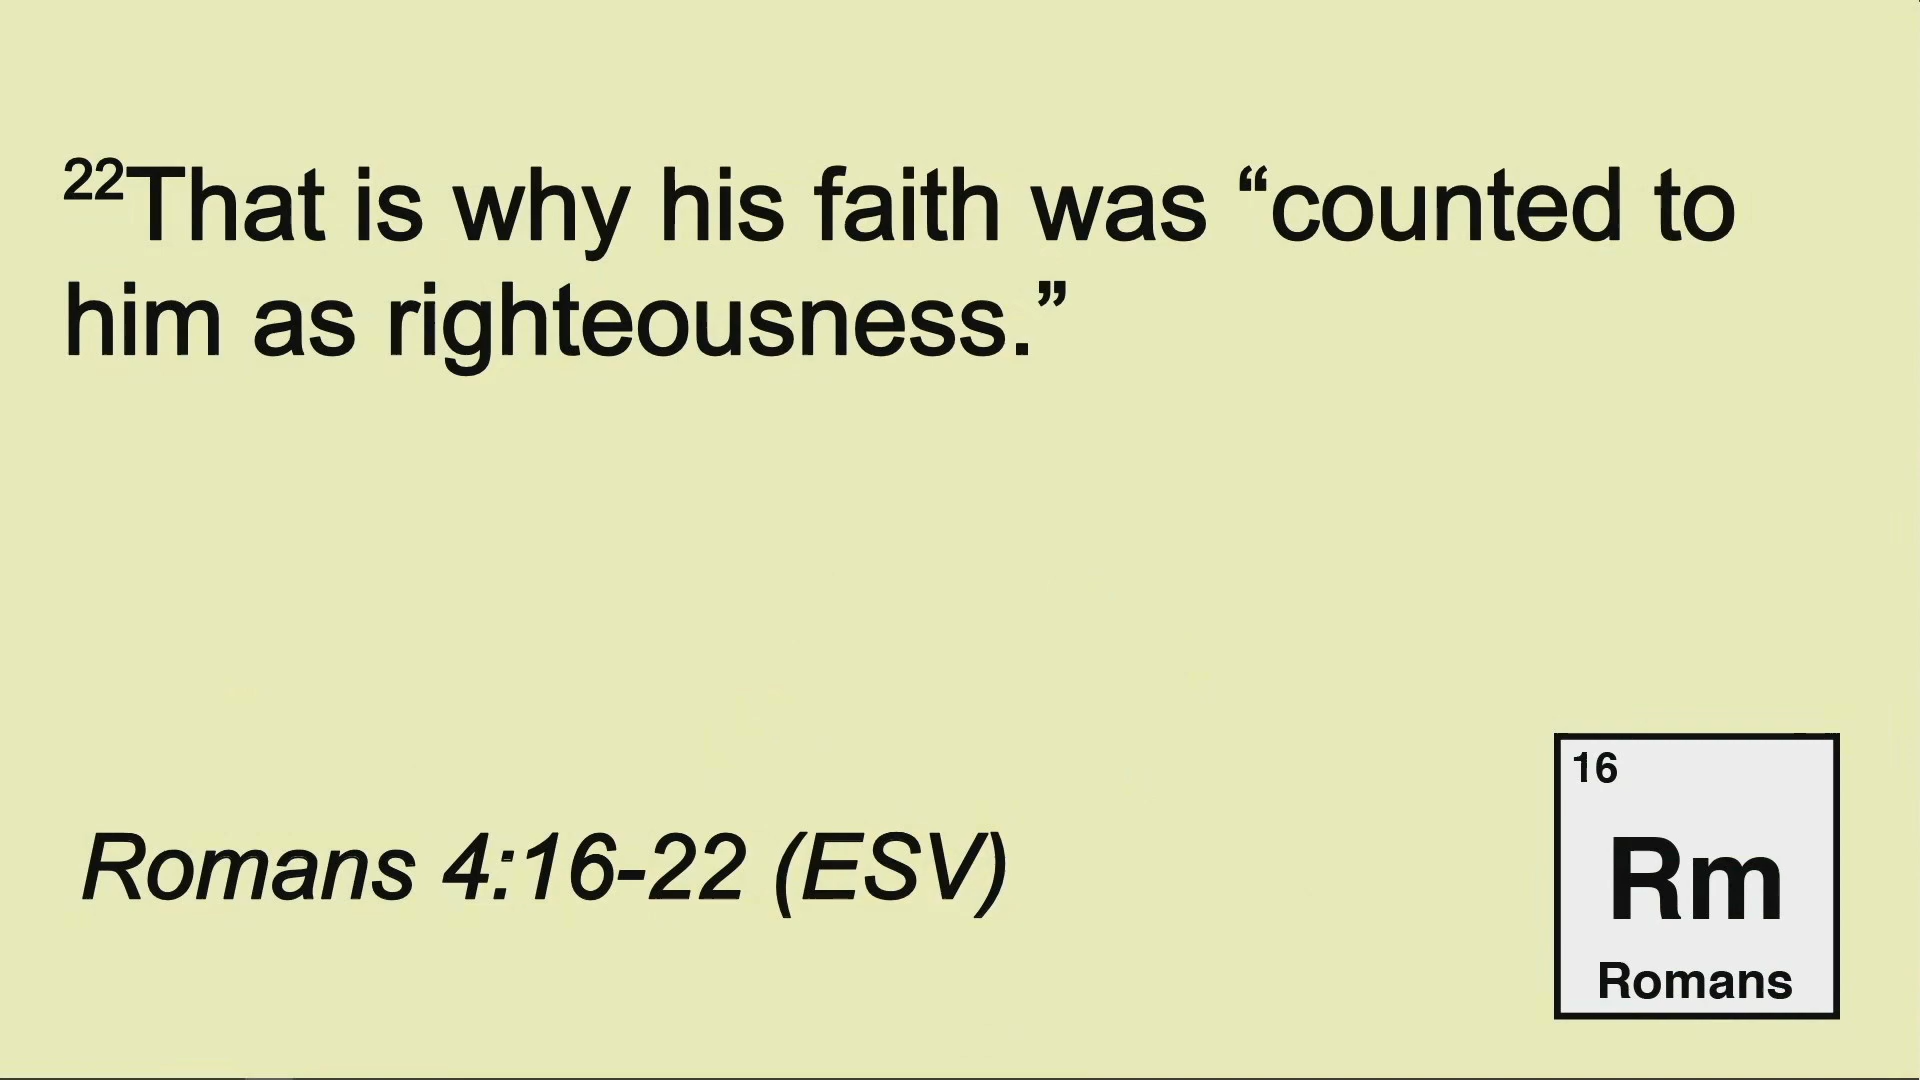 22That is why his faith was “counted to
him as righteousness.”
Romans 4:16-22 (ESV)
16
Rm
Romans